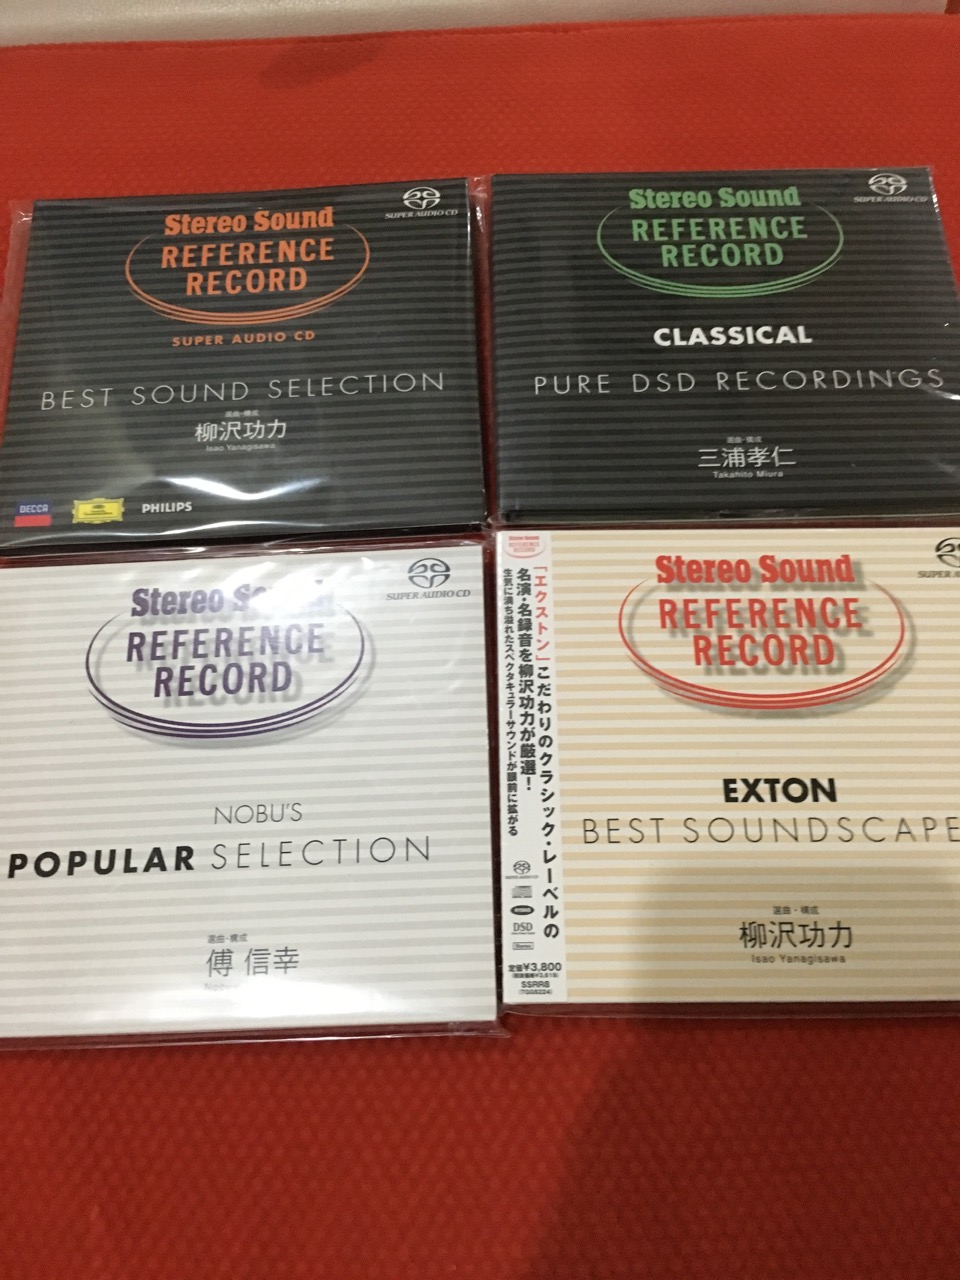 SUPER AUDIO CD
Stereo Sound
REFERENCE
RECORD
SUPER AUDIO CD
BEST SOUND SELECTION
選曲・構成
柳沢功力
Isao Yanagisawa
DECCA
PHILIPS
SUPER AUDIO CD
Stereo Sound
REFERENCE
RECORD
CLASSICAL
PURE DSD RECORDINGS
選曲・構成
三浦孝仁
Takahito Miura
SUPER AUDIO CD
Stereo Sound
REFERENCE
RECORD
NOBU'S
POPULAR SELECTION
選曲・構成
傅 信幸
Stereo Sound
REFERENCE
RECORD
「エクストン」こだわりのクラシック・レーベルの
名演・名録音を柳沢功力が厳選！
生気に満ち溢れたスペクタキュラーサウンドが眼前に拡がる
DSD
Stereo
定価¥3,800
SSRR8
SUPER A
Stereo Sound
REFERENCE
RECORD
EXTON
BEST SOUNDSCAPE
選曲・構成
柳沢功力
Isao Yanagisawa